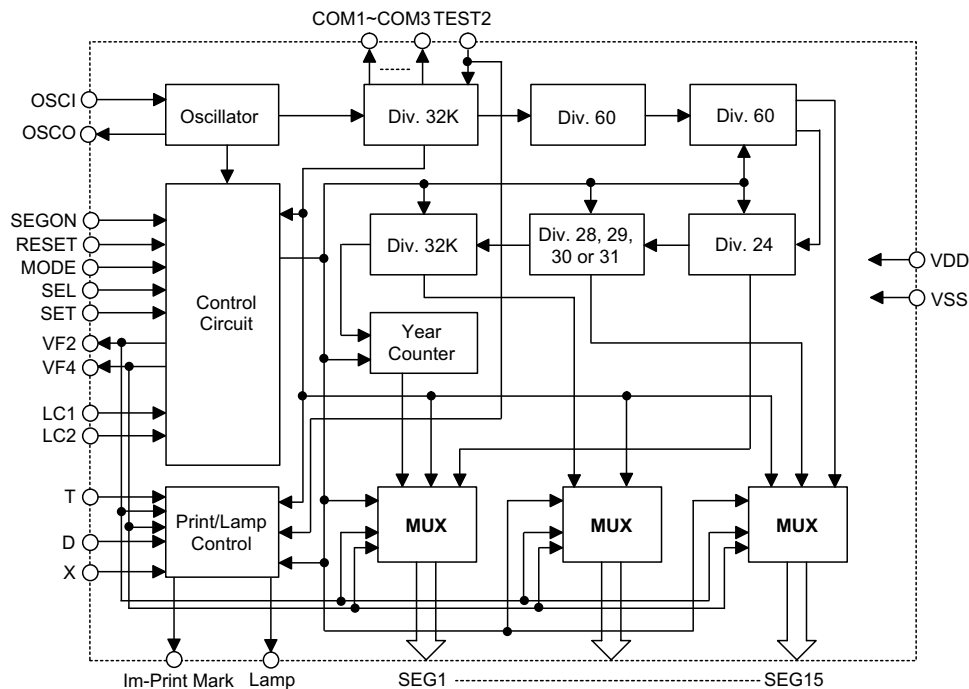 COM1~COM3 TEST2
OSCI
OSCO
Oscillator
Div. 32K
Div. 60
Div. 60
SEGON
RESET
MODE
SEL
SET
VF2
VF4
LC1
LC2
Control
Circuit
Div. 32K
Div. 28, 29,
30 or 31
Div. 24
VDD
VSS
Year
Counter
T
D
X
Print/Lamp
Control
MUX
MUX
MUX
Im-Print Mark
Lamp
SEG1
SEG15